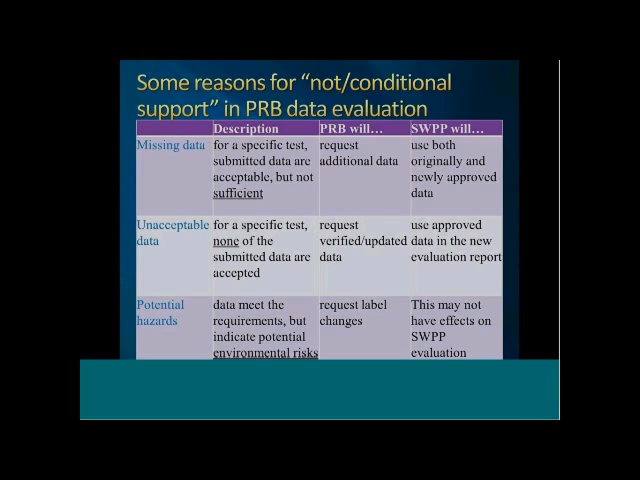 Some reasons for “not/conditional
support” in PRB data evaluation
Description PRB will… SWPP will…
Missing data
for a specific test,
submitted data are
acceptable, but not
sufficient
request
additional data
use both
originally and
newly approved
data
Unacceptable
data
for a specific test,
none of the
submitted data are
accepted
request
verified/updated
data
use approved
data in the new
evaluation report
Potential
hazards
data meet the
requirements, but
indicate potential
environmental risks
request label
changes
This may not
have effects on
SWPP
evaluation